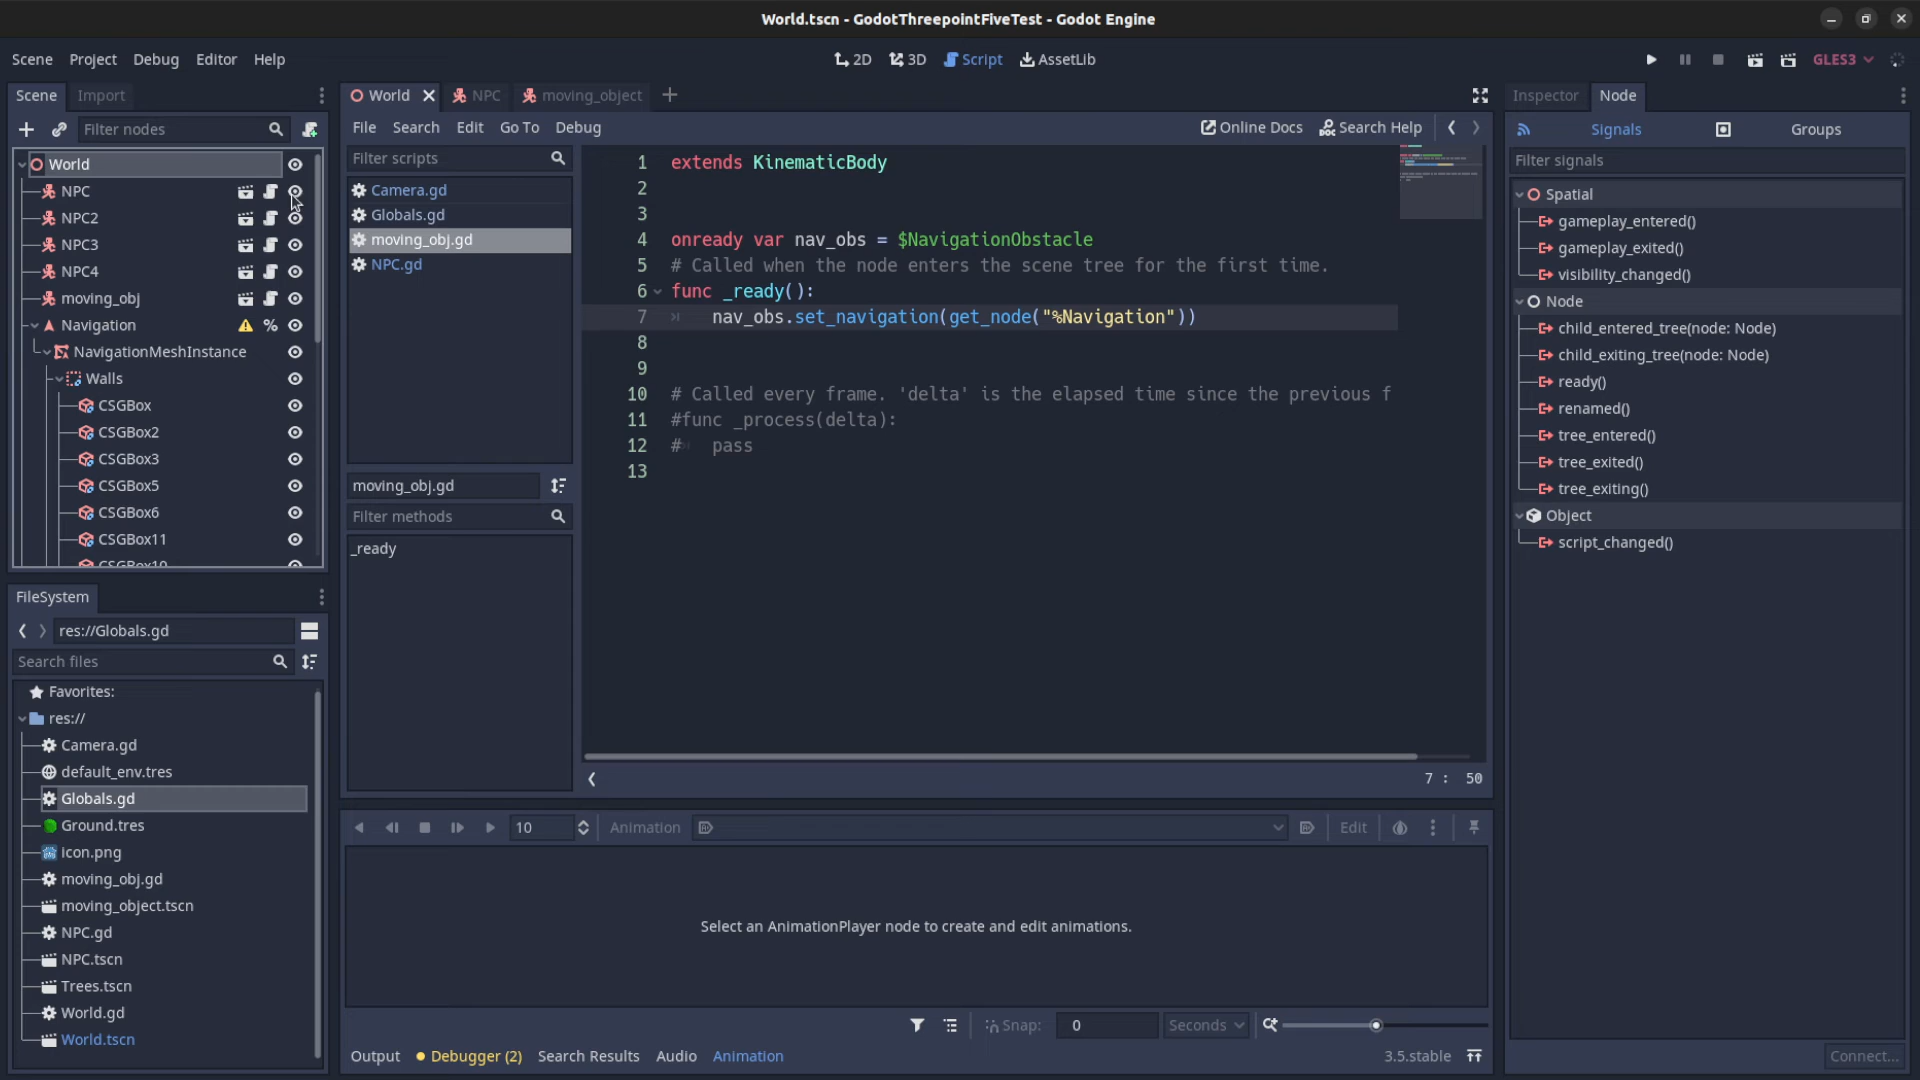 World.tscn - GodotThreepointFiveTest - Godot Engine
Scene Project Debug Editor Help
2D 3D Script AssetLib
GLES3
Scene Import
World NPC moving_object
Inspector Node
Filter nodes
File Search Edit Go To Debug
Online Docs Search Help
Signals Groups
World
NPC
NPC2
NPC3
NPC4
moving_obj
Navigation %
NavigationMeshInstance
Walls
CSGBox
CSGBox2
CSGBox3
CSGBox5
CSGBox6
CSGBox11
CSGBox10
Filter scripts
Camera.gd
Globals.gd
moving_obj.gd
NPC.gd
moving_obj.gd
Filter methods
_ready
1 extends KinematicBody
2
3
4 onready var nav_obs = $NavigationObstacle
5 # Called when the node enters the scene tree for the first time.
6 func _ready():
7 nav_obs.set_navigation(get_node("%Navigation"))
8
9
10 # Called every frame. 'delta' is the elapsed time since the previous f
11 #func _process(delta):
12 # pass
13
7 : 50
Filter signals
Spatial
gameplay_entered()
gameplay_exited()
visibility_changed()
Node
child_entered_tree(node: Node)
child_exiting_tree(node: Node)
ready()
renamed()
tree_entered()
tree_exited()
tree_exiting()
Object
script_changed()
Connect...
FileSystem
res://Globals.gd
Search files
Favorites:
res://
Camera.gd
default_env.tres
Globals.gd
Ground.tres
icon.png
moving_obj.gd
moving_object.tscn
NPC.gd
NPC.tscn
Trees.tscn
World.gd
World.tscn
10 Animation Edit
Select an AnimationPlayer node to create and edit animations.
Snap: 0 Seconds
Output Debugger (2) Search Results Audio Animation 3.5.stable